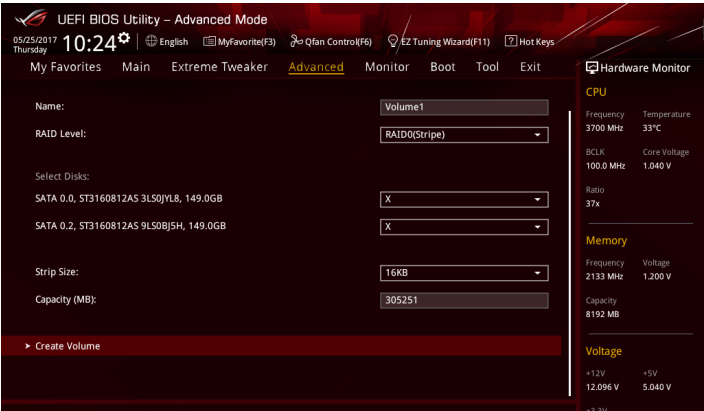 UEFI BIOS Utility – Advanced Mode
05/25/2017 Thursday 10:24 English MyFavorite(F3) Qfan Control(F6) EZ Tuning Wizard(F11) ? Hot Keys
My Favorites Main Extreme Tweaker Advanced Monitor Boot Tool Exit
Name: Volume1
RAID Level: RAID0(Stripe)
Select Disks:
SATA 0.0, ST3160812AS 3LS0JYL8, 149.0GB X
SATA 0.2, ST3160812AS 9LS0BJ5H, 149.0GB X
Strip Size: 16KB
Capacity (MB): 305251
> Create Volume
Hardware Monitor
CPU
Frequency Temperature
3700 MHz 33°C
BCLK Core Voltage
100.0 MHz 1.040 V
Ratio
37x
Memory
Frequency Voltage
2133 MHz 1.200 V
Capacity
8192 MB
Voltage
+12V +5V
12.096 V 5.040 V
+3.3V